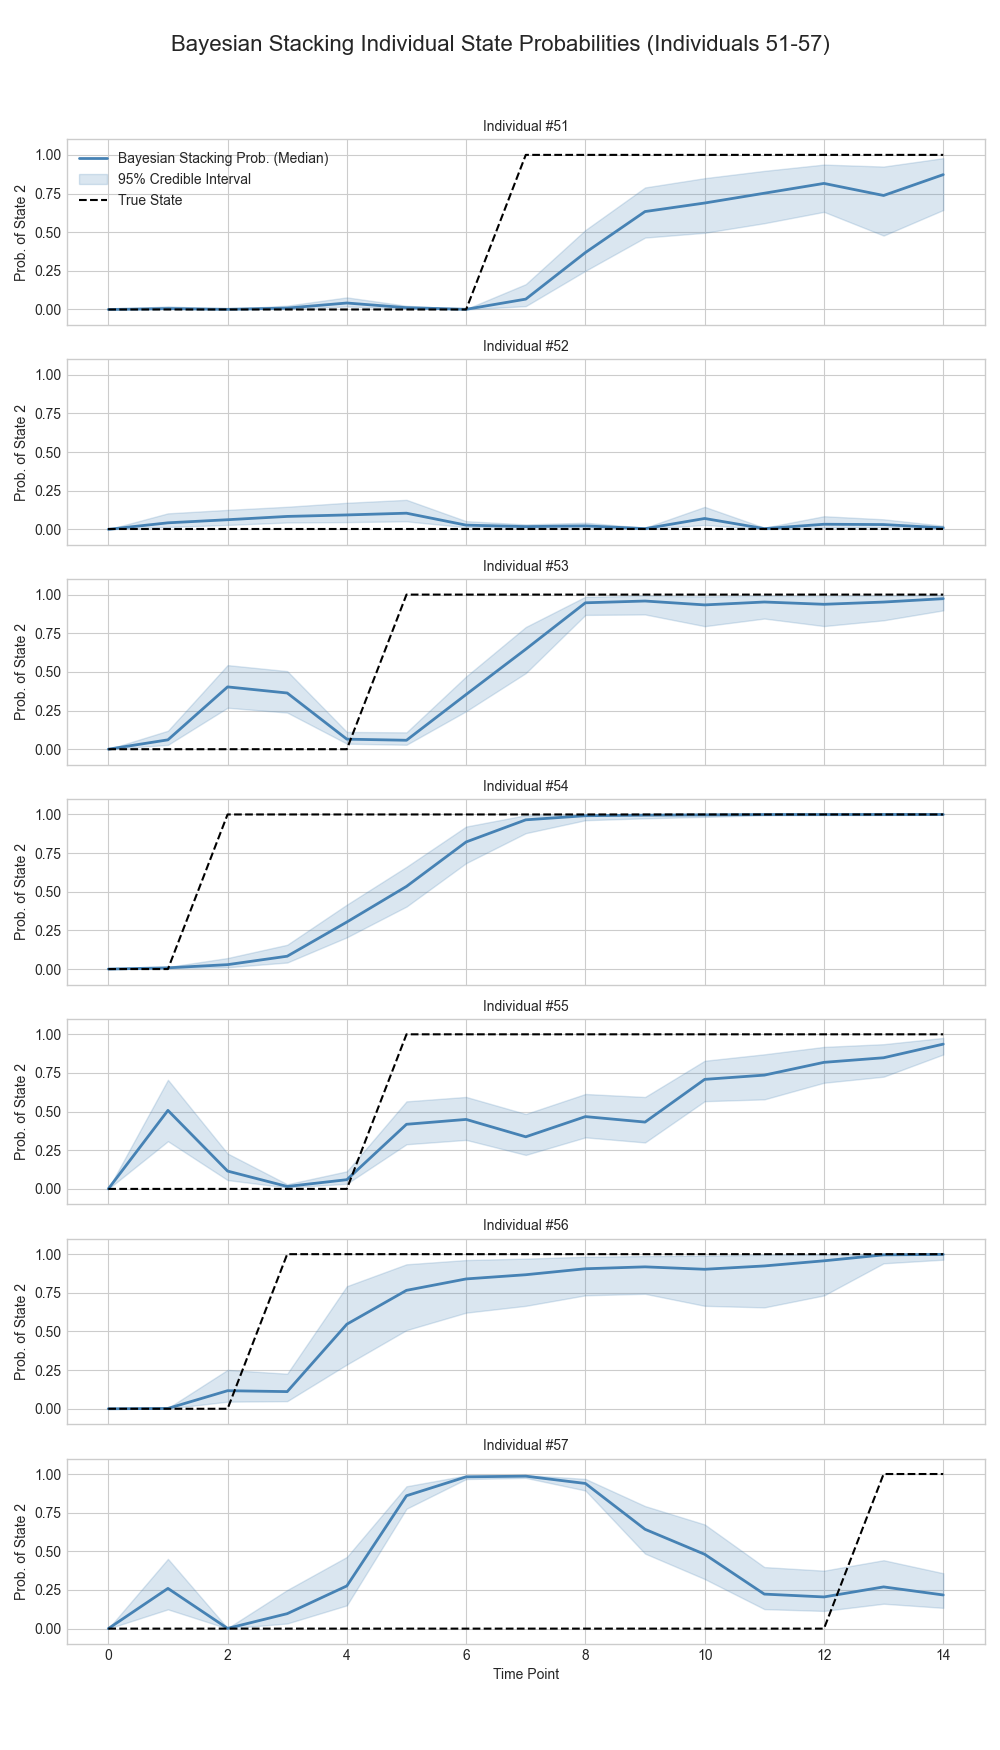 Bayesian Stacking Individual State Probabilities (Individuals 51-57)
Individual #51
Bayesian Stacking Prob. (Median)
95% Credible Interval
True State
Prob. of State 2
1.00
0.75
0.50
0.25
0.00
Individual #52
Prob. of State 2
1.00
0.75
0.50
0.25
0.00
Individual #53
Prob. of State 2
1.00
0.75
0.50
0.25
0.00
Individual #54
Prob. of State 2
1.00
0.75
0.50
0.25
0.00
Individual #55
Prob. of State 2
1.00
0.75
0.50
0.25
0.00
Individual #56
Prob. of State 2
1.00
0.75
0.50
0.25
0.00
Individual #57
Prob. of State 2
1.00
0.75
0.50
0.25
0.00
0 2 4 6 8 10 12 14
Time Point